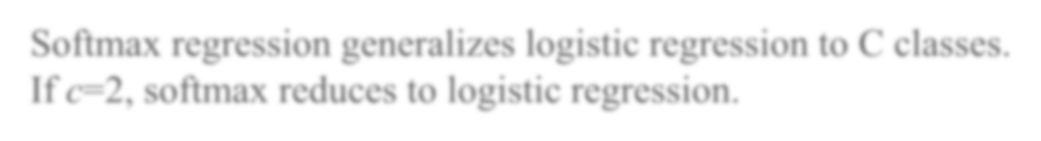 Softmax regression generalizes logistic regression to C classes.
If c=2, softmax reduces to logistic regression.